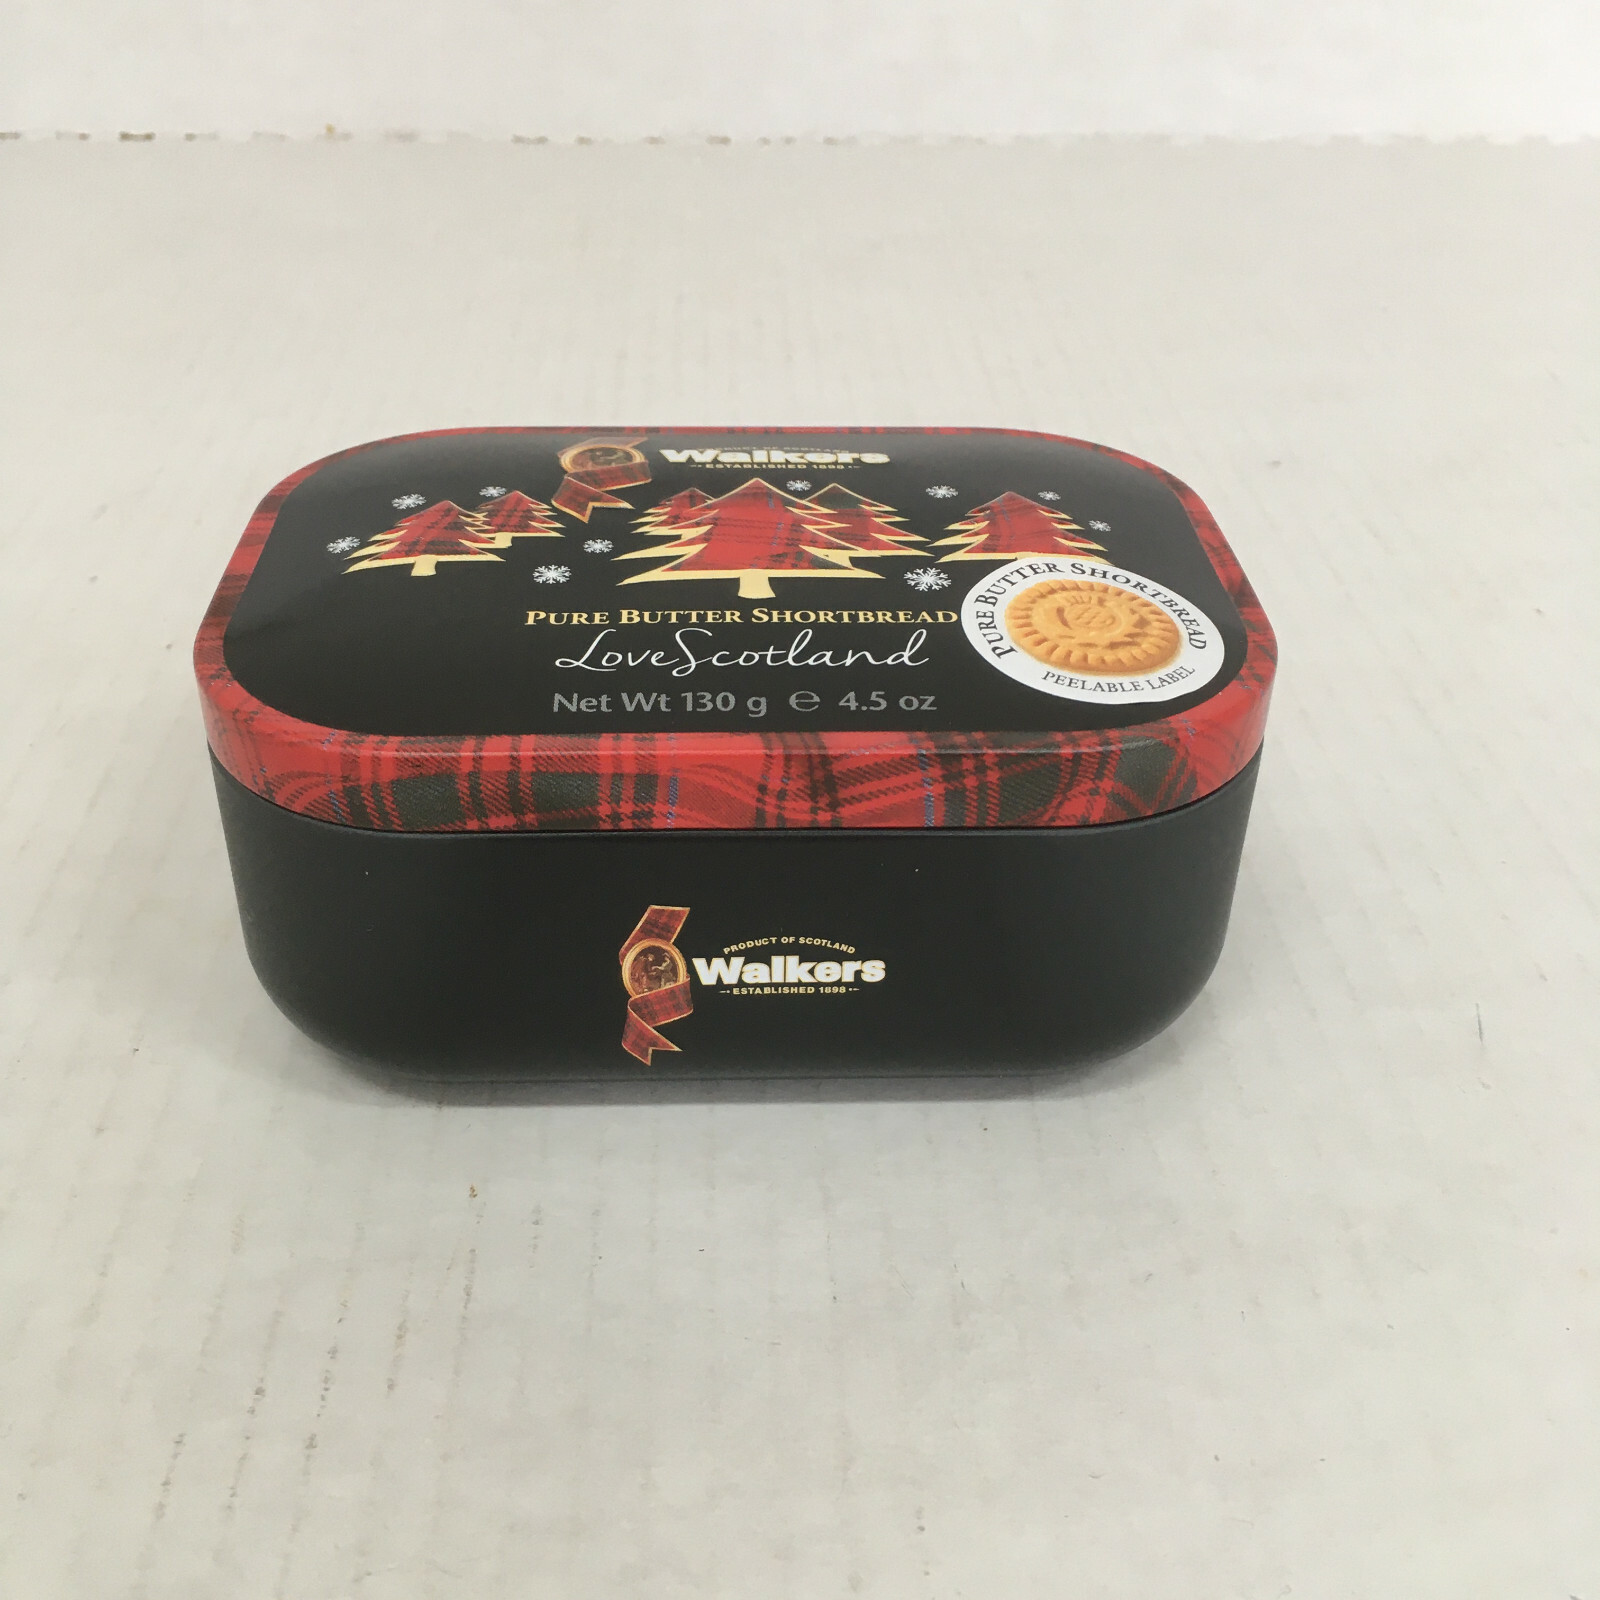 PRODUCT OF SCOTLAND
Walkers
ESTABLISHED 1898
PURE BUTTER SHORTBREAD
LoveScotland
Net Wt 130 g ℮ 4.5 oz
PURE BUTTER SHORTBREAD
PEELABLE LABEL
PRODUCT OF SCOTLAND
Walkers
ESTABLISHED 1898